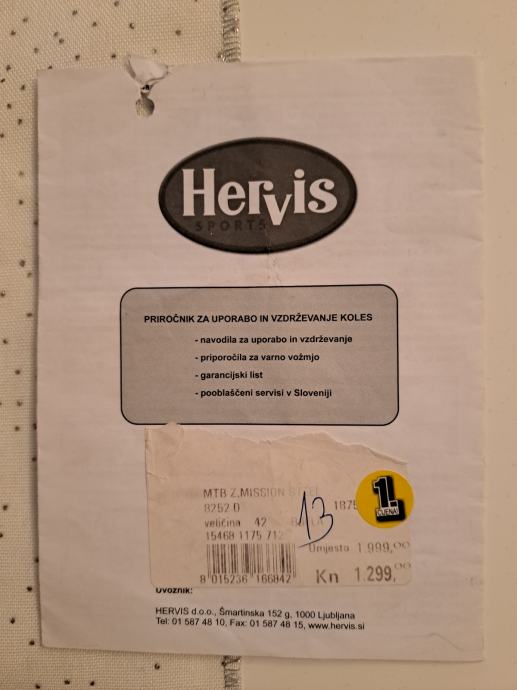 Hervis
SPORTS
PRIROČNIK ZA UPORABO IN VZDRŽEVANJE KOLES
- navodila za uporabo in vzdrževanje
- priporočila za varno vožmjo
- garancijski list
- pooblaščeni servisi v Sloveniji
MTB Z,MISSION
8252.0 1875
veličina 42
15468 1175 712
13
1.
CIJENA!
Umjesto 1.999,00
8 015236 166842
Kn 1.299,00
Uvoznik:
HERVIS d.o.o., Šmartinska 152 g, 1000 Ljubljana
Tel: 01 587 48 10, Fax: 01 587 48 15, www.hervis.si